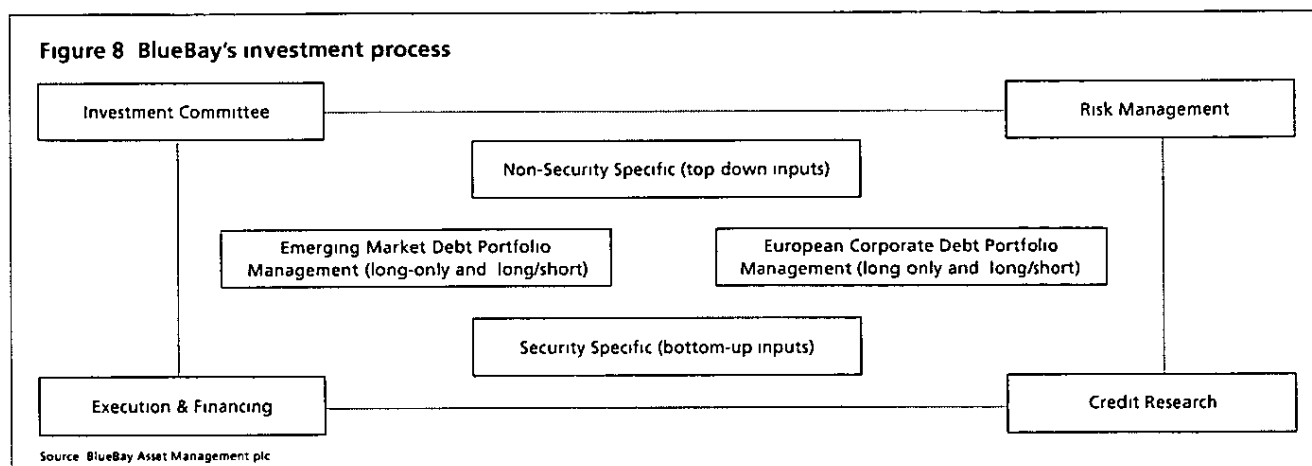 Figure 8 BlueBay's investment process
Investment Committee
Risk Management
Non-Security Specific (top down inputs)
Emerging Market Debt Portfolio
Management (long-only and long/short)
European Corporate Debt Portfolio
Management (long only and long/short)
Security Specific (bottom-up inputs)
Execution & Financing
Credit Research
Source BlueBay Asset Management plc